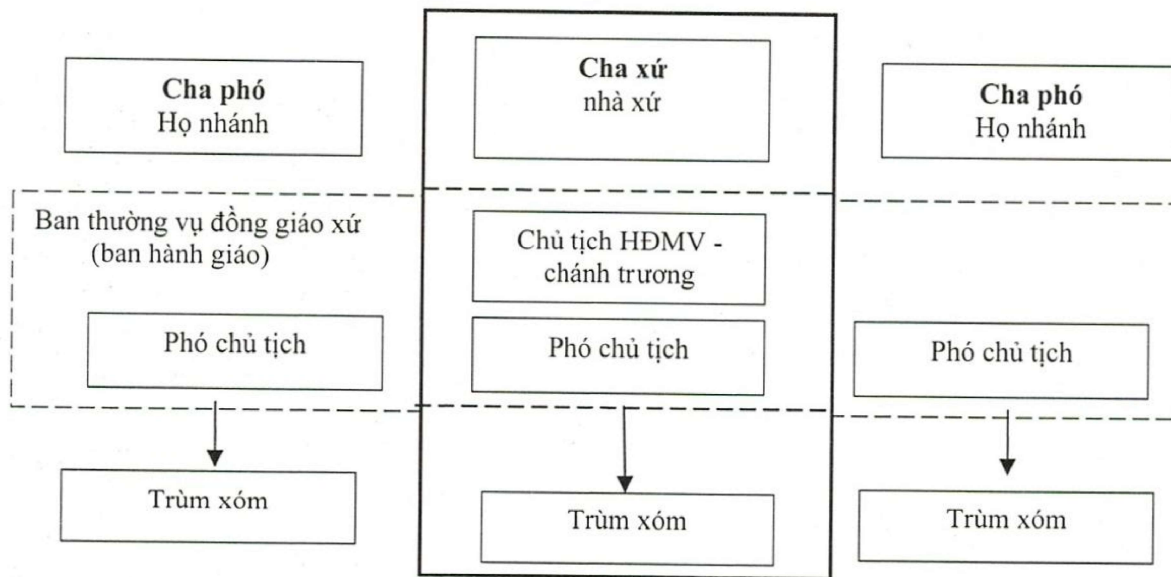 Cha phó
Họ nhánh
Cha xứ
nhà xứ
Cha phó
Họ nhánh
Ban thường vụ đồng giáo xứ
(ban hành giáo)
Chủ tịch HĐMV -
chánh trương
Phó chủ tịch
Phó chủ tịch
Phó chủ tịch
Trùm xóm
Trùm xóm
Trùm xóm